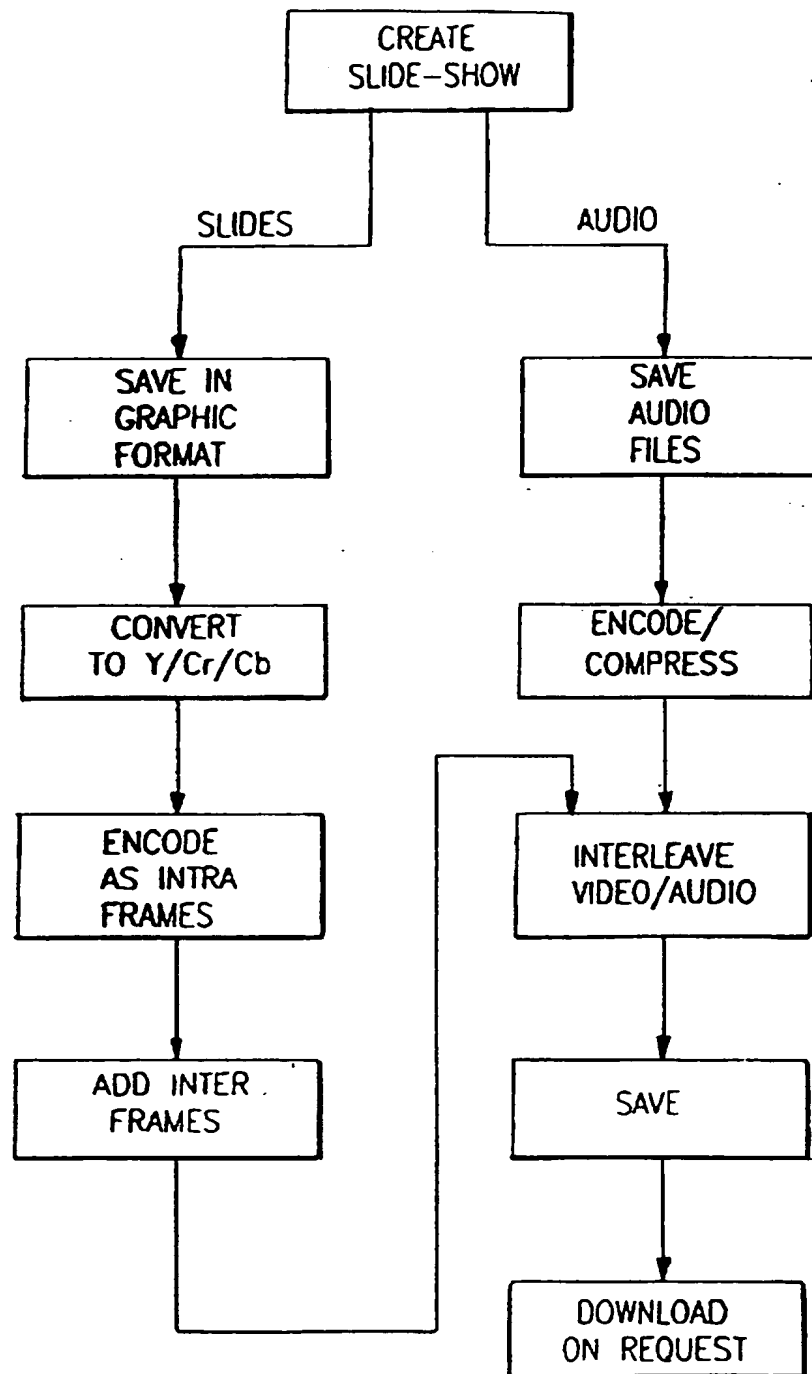 CREATE
SLIDE-SHOW
SLIDES
AUDIO
SAVE IN
GRAPHIC
FORMAT
SAVE
AUDIO
FILES
CONVERT
TO Y/Cr/Cb
ENCODE/
COMPRESS
ENCODE
AS INTRA
FRAMES
INTERLEAVE
VIDEO/AUDIO
ADD INTER
FRAMES
SAVE
DOWNLOAD
ON REQUEST